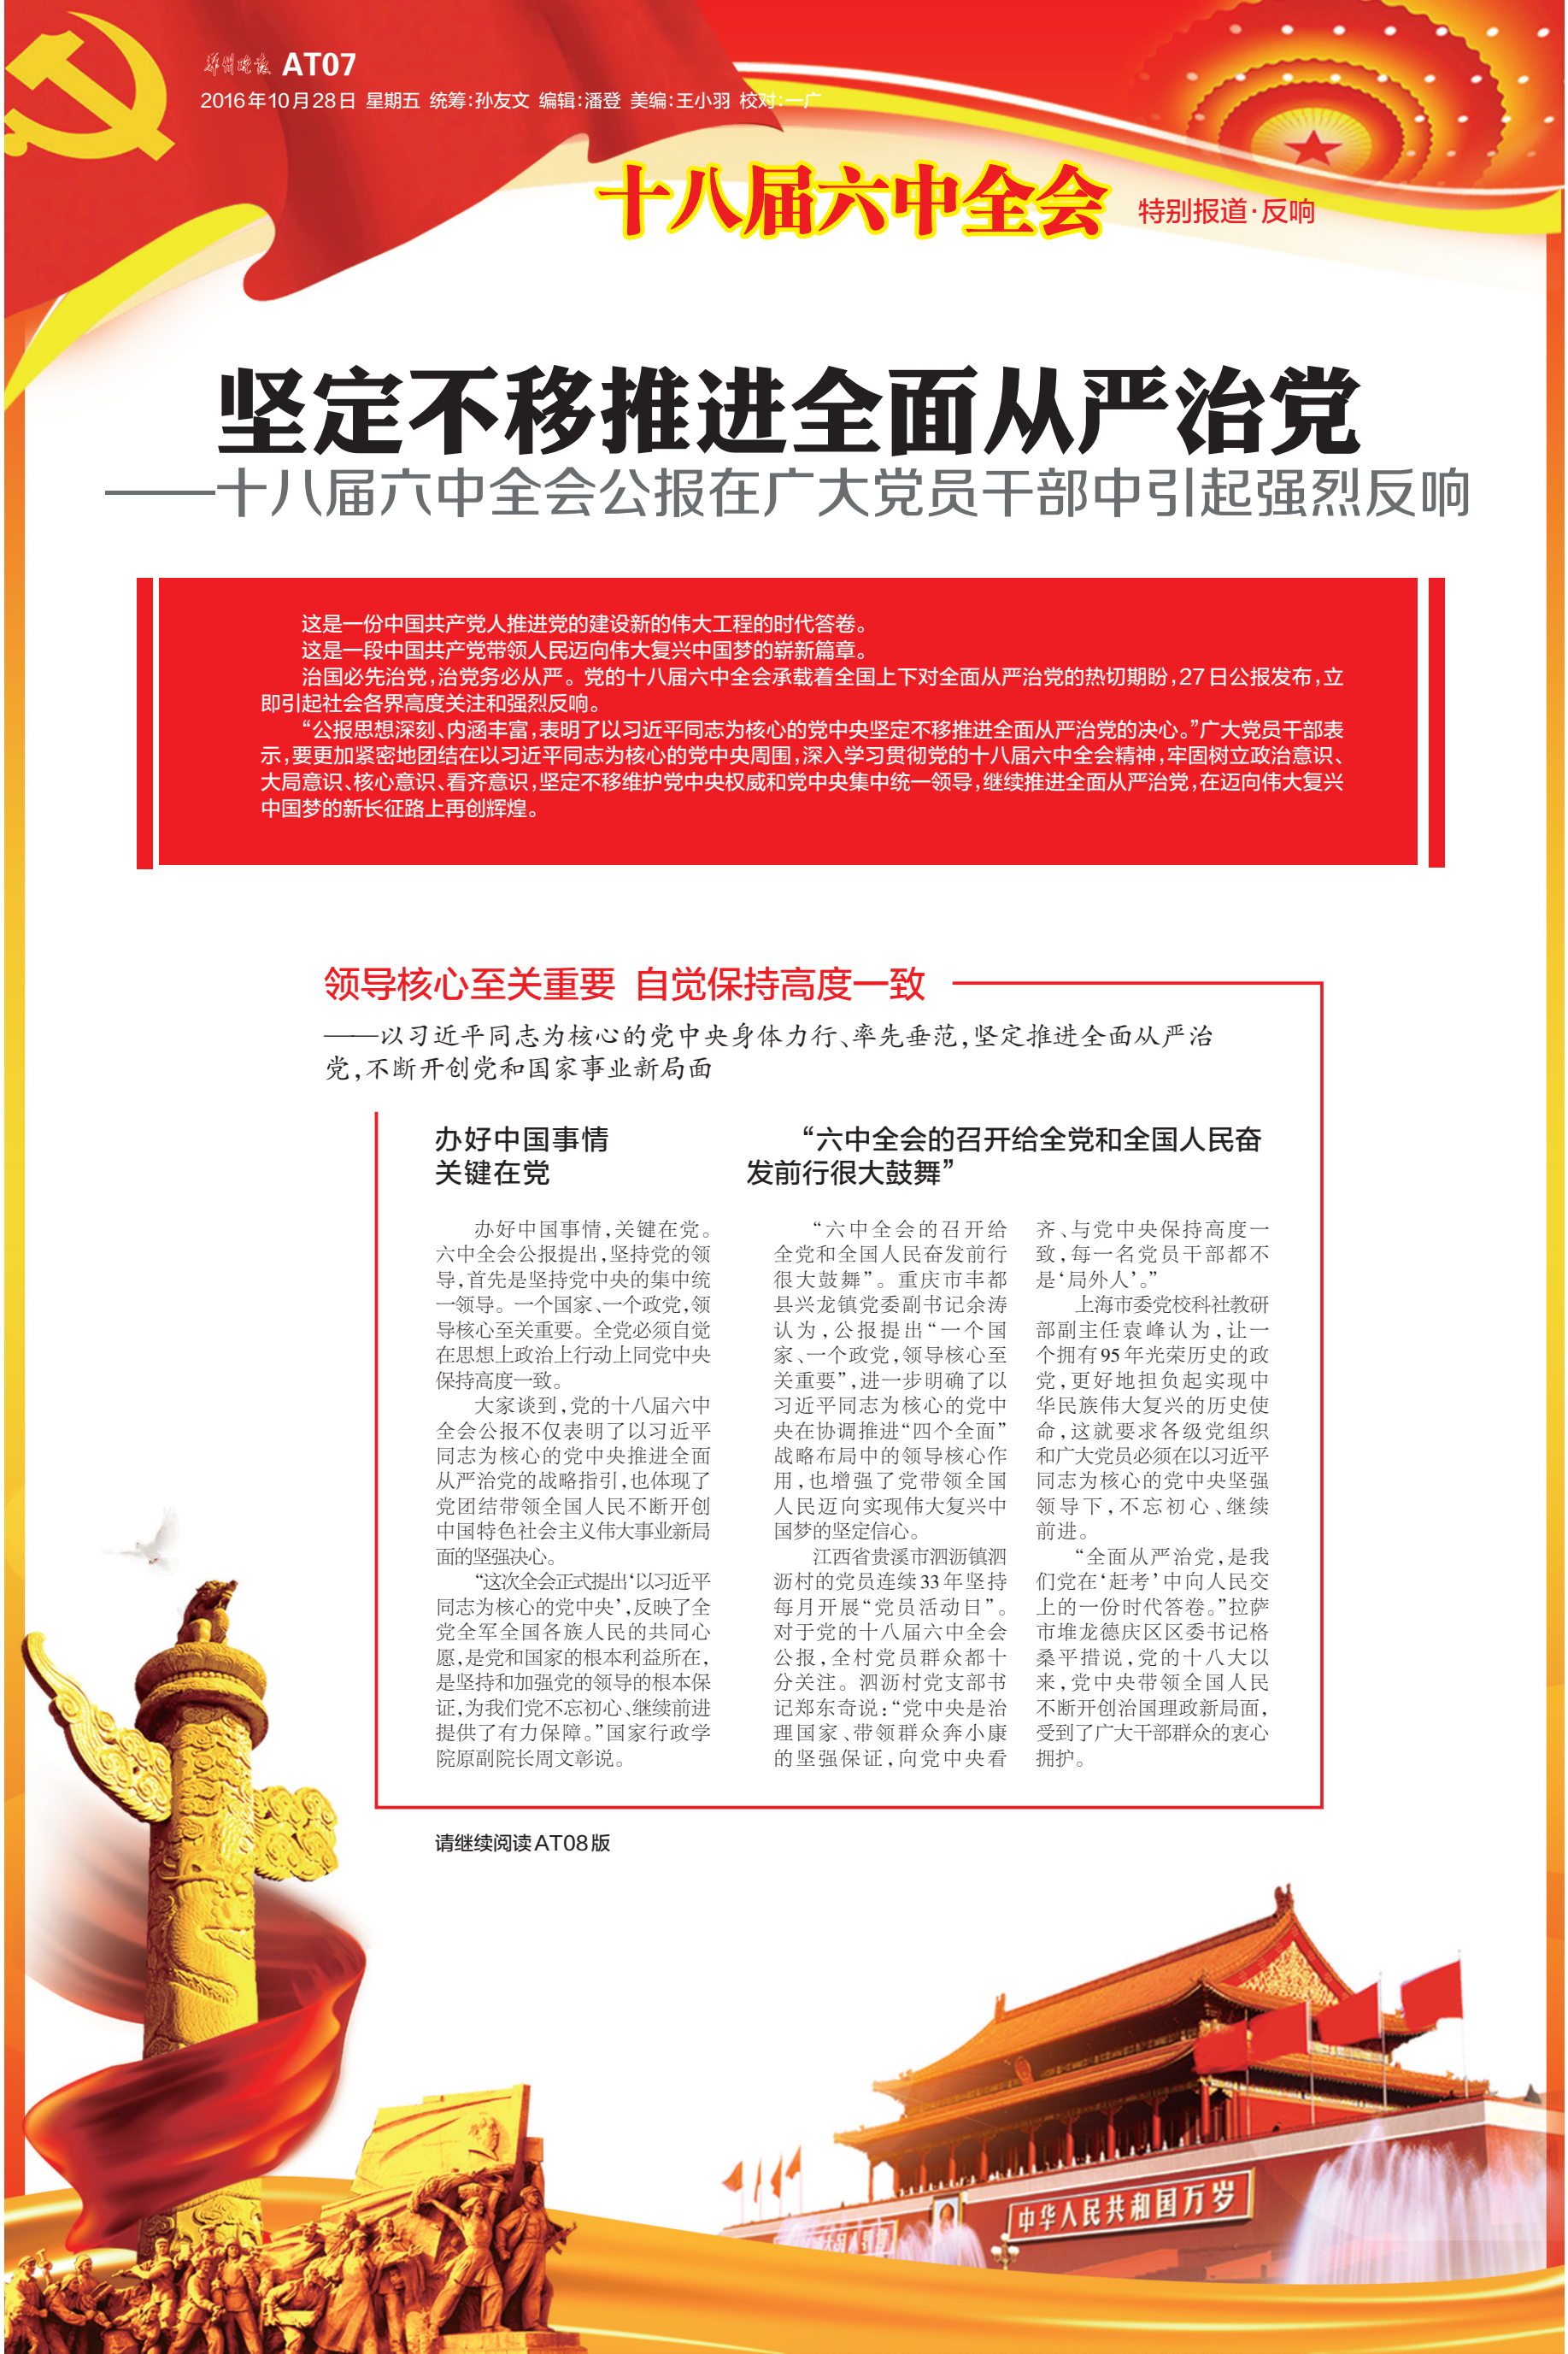 郑州晚报 AT07
2016年10月28日 星期五 统筹:孙友文 编辑:潘登 美编:王小羽 校对:一广
十八届六中全会 特别报道·反响
坚定不移推进全面从严治党
——十八届六中全会公报在广大党员干部中引起强烈反响
这是一份中国共产党人推进党的建设新的伟大工程的时代答卷。
这是一段中国共产党带领人民迈向伟大复兴中国梦的崭新篇章。
治国必先治党,治党务必从严。党的十八届六中全会承载着全国上下对全面从严治党的热切期盼,27日公报发布,立
即引起社会各界高度关注和强烈反响。
“公报思想深刻、内涵丰富,表明了以习近平同志为核心的党中央坚定不移推进全面从严治党的决心。”广大党员干部表
示,要更加紧密地团结在以习近平同志为核心的党中央周围,深入学习贯彻党的十八届六中全会精神,牢固树立政治意识、
大局意识、核心意识、看齐意识,坚定不移维护党中央权威和党中央集中统一领导,继续推进全面从严治党,在迈向伟大复兴
中国梦的新长征路上再创辉煌。
领导核心至关重要 自觉保持高度一致
——以习近平同志为核心的党中央身体力行、率先垂范,坚定推进全面从严治
党,不断开创党和国家事业新局面
办好中国事情
关键在党
办好中国事情,关键在党。
六中全会公报提出,坚持党的领
导,首先是坚持党中央的集中统
一领导。一个国家、一个政党,领
导核心至关重要。全党必须自觉
在思想上政治上行动上同党中央
保持高度一致。
大家谈到,党的十八届六中
全会公报不仅表明了以习近平
同志为核心的党中央推进全面
从严治党的战略指引,也体现了
党团结带领全国人民不断开创
中国特色社会主义伟大事业新局
面的坚强决心。
“这次全会正式提出‘以习近平
同志为核心的党中央’,反映了全
党全军全国各族人民的共同心
愿,是党和国家的根本利益所在,
是坚持和加强党的领导的根本保
证,为我们党不忘初心、继续前进
提供了有力保障。”国家行政学
院原副院长周文彰说。
“六中全会的召开给全党和全国人民奋
发前行很大鼓舞”
“六中全会的召开给
全党和全国人民奋发前行
很大鼓舞”。重庆市丰都
县兴龙镇党委副书记余涛
认为,公报提出“一个国
家、一个政党,领导核心至
关重要”,进一步明确了以
习近平同志为核心的党中
央在协调推进“四个全面”
战略布局中的领导核心作
用,也增强了党带领全国
人民迈向实现伟大复兴中
国梦的坚定信心。
江西省贵溪市泗沥镇泗
沥村的党员连续33年坚持
每月开展“党员活动日”。
对于党的十八届六中全会
公报,全村党员群众都十
分关注。泗沥村党支部书
记郑东奇说:“党中央是治
理国家、带领群众奔小康
的坚强保证,向党中央看
齐、与党中央保持高度一
致,每一名党员干部都不
是‘局外人’。”
上海市委党校科社教研
部副主任袁峰认为,让一
个拥有95年光荣历史的政
党,更好地担负起实现中
华民族伟大复兴的历史使
命,这就要求各级党组织
和广大党员必须在以习近平
同志为核心的党中央坚强
领导下,不忘初心、继续
前进。
“全面从严治党,是我
们党在‘赶考’中向人民交
上的一份时代答卷。”拉萨
市堆龙德庆区区委书记格
桑平措说,党的十八大以
来,党中央带领全国人民
不断开创治国理政新局面,
受到了广大干部群众的衷心
拥护。
请继续阅读AT08版
中华人民共和国万岁